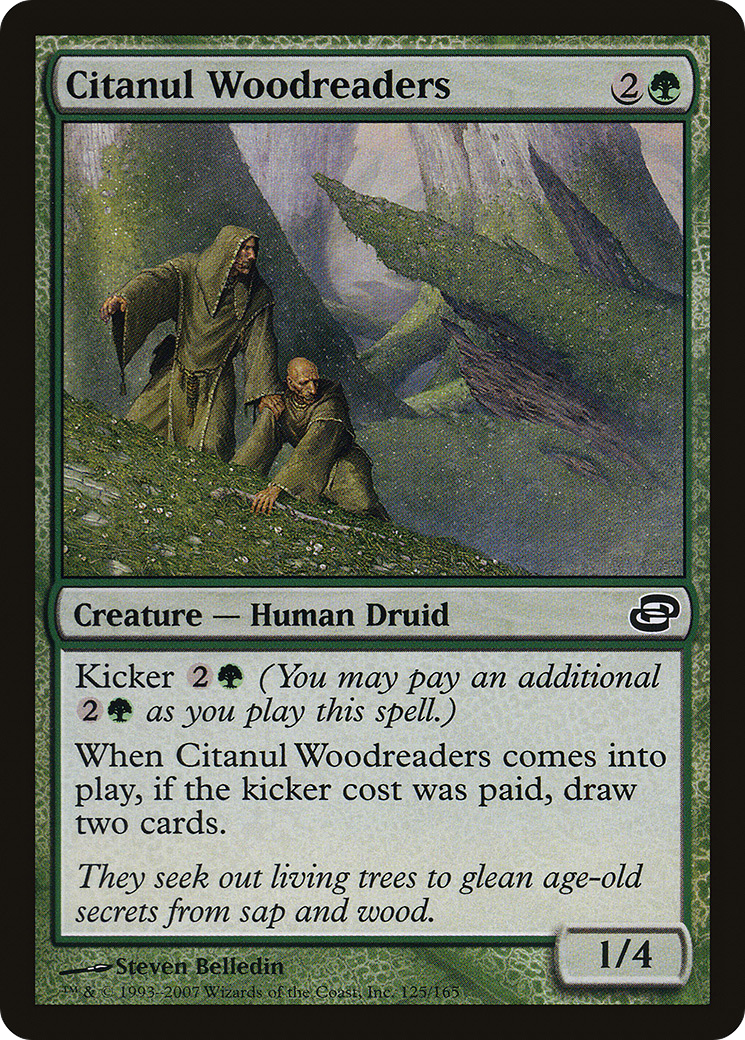 Citanul Woodreaders 2
Creature — Human Druid
Kicker 2 (You may pay an additional
2 as you play this spell.)
When Citanul Woodreaders comes into
play, if the kicker cost was paid, draw
two cards.
They seek out living trees to glean age-old
secrets from sap and wood.
1/4
Steven Belledin
™ & © 1993–2007 Wizards of the Coast, Inc. 125/165